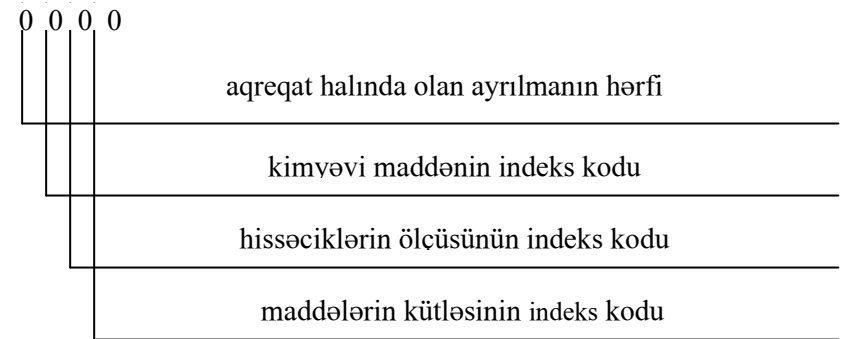 0 0 0 0
aqreqat halında olan ayrılmanın hərfi
kimyəvi maddənin indeks kodu
hissəciklərin ölçüsünün indeks kodu
maddələrin kütləsinin indeks kodu